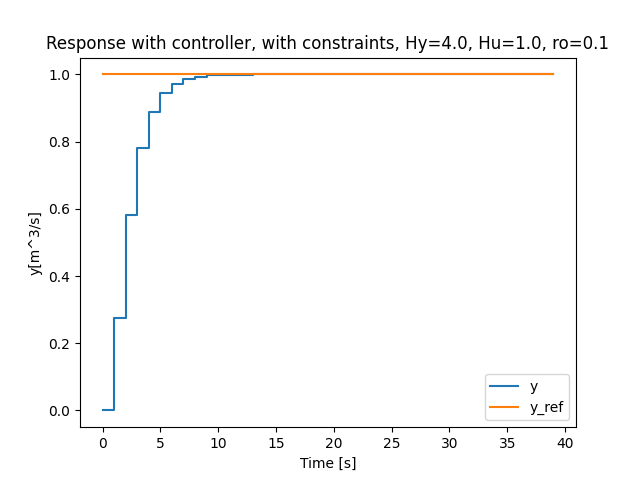 Response with controller, with constraints, Hy=4.0, Hu=1.0, ro=0.1
1.0
0.8
0.6
0.4
0.2
0.0
y[m^3/s]
0 5 10 15 20 25 30 35 40
Time [s]
y
y_ref